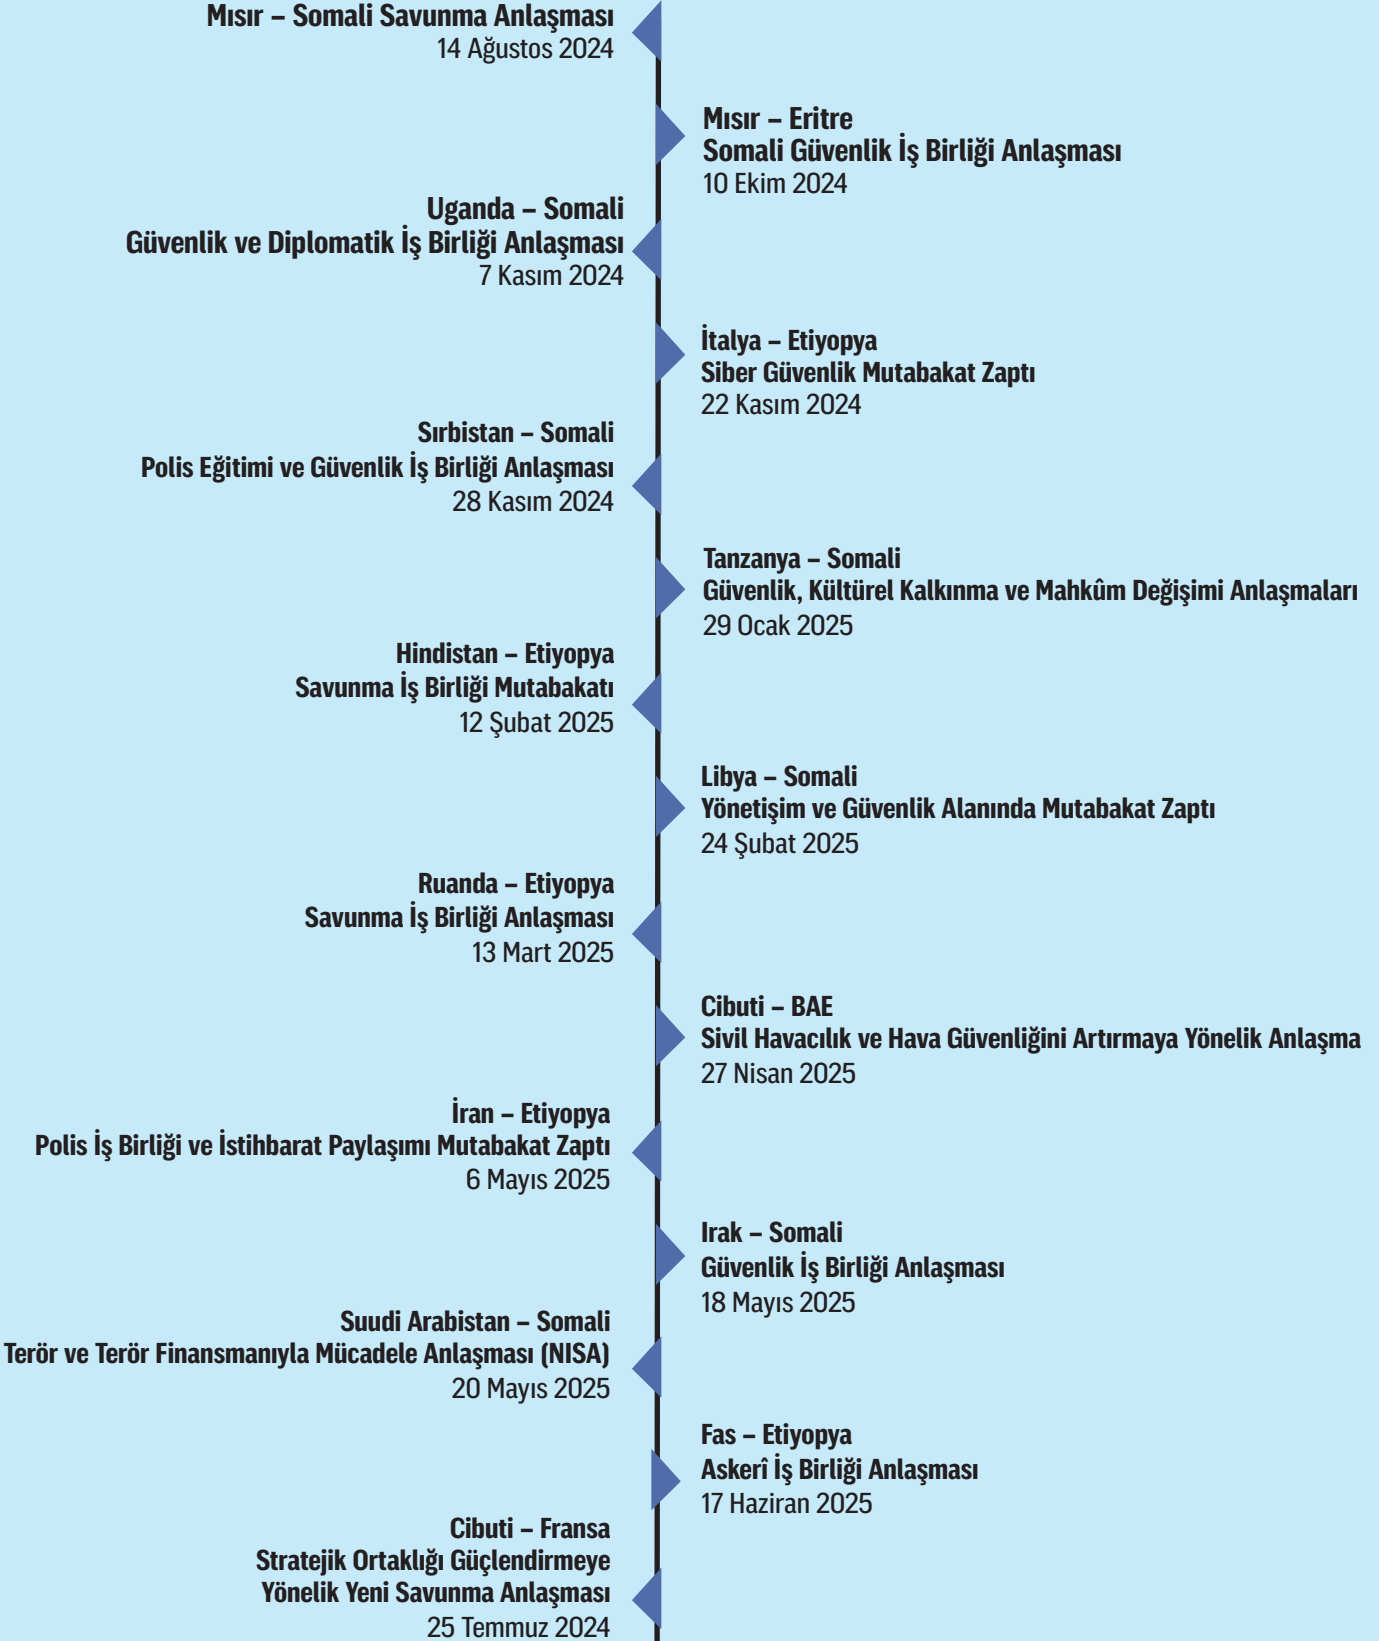 Mısır – Somali Savunma Anlaşması
14 Ağustos 2024
Mısır – Eritre
Somali Güvenlik İş Birliği Anlaşması
10 Ekim 2024
Uganda – Somali
Güvenlik ve Diplomatik İş Birliği Anlaşması
7 Kasım 2024
İtalya – Etiyopya
Siber Güvenlik Mutabakat Zaptı
22 Kasım 2024
Sırbistan – Somali
Polis Eğitimi ve Güvenlik İş Birliği Anlaşması
28 Kasım 2024
Tanzanya – Somali
Güvenlik, Kültürel Kalkınma ve Mahkûm Değişimi Anlaşmaları
29 Ocak 2025
Hindistan – Etiyopya
Savunma İş Birliği Mutabakatı
12 Şubat 2025
Libya – Somali
Yönetişim ve Güvenlik Alanında Mutabakat Zaptı
24 Şubat 2025
Ruanda – Etiyopya
Savunma İş Birliği Anlaşması
13 Mart 2025
Cibuti – BAE
Sivil Havacılık ve Hava Güvenliğini Artırmaya Yönelik Anlaşma
27 Nisan 2025
İran – Etiyopya
Polis İş Birliği ve İstihbarat Paylaşımı Mutabakat Zaptı
6 Mayıs 2025
Irak – Somali
Güvenlik İş Birliği Anlaşması
18 Mayıs 2025
Suudi Arabistan – Somali
Terör ve Terör Finansmanıyla Mücadele Anlaşması (NISA)
20 Mayıs 2025
Fas – Etiyopya
Askerî İş Birliği Anlaşması
17 Haziran 2025
Cibuti – Fransa
Stratejik Ortaklığı Güçlendirmeye
Yönelik Yeni Savunma Anlaşması
25 Temmuz 2024